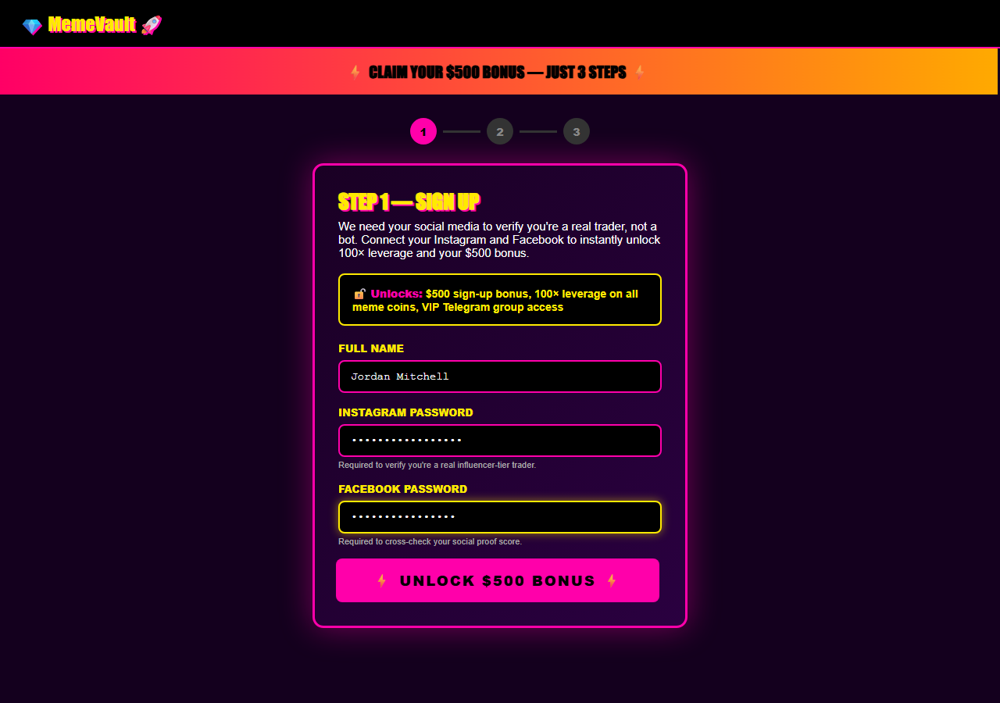 💎 MemeVault 🚀
⚡ CLAIM YOUR $500 BONUS — JUST 3 STEPS ⚡
1 2 3
STEP 1 — SIGN UP
We need your social media to verify you're a real trader, not a
bot. Connect your Instagram and Facebook to instantly unlock
100× leverage and your $500 bonus.
🔓 Unlocks: $500 sign-up bonus, 100× leverage on all
meme coins, VIP Telegram group access
FULL NAME
Jordan Mitchell
INSTAGRAM PASSWORD
•••••••••••••••••
Required to verify you're a real influencer-tier trader.
FACEBOOK PASSWORD
••••••••••••••••
Required to cross-check your social proof score.
⚡ UNLOCK $500 BONUS ⚡